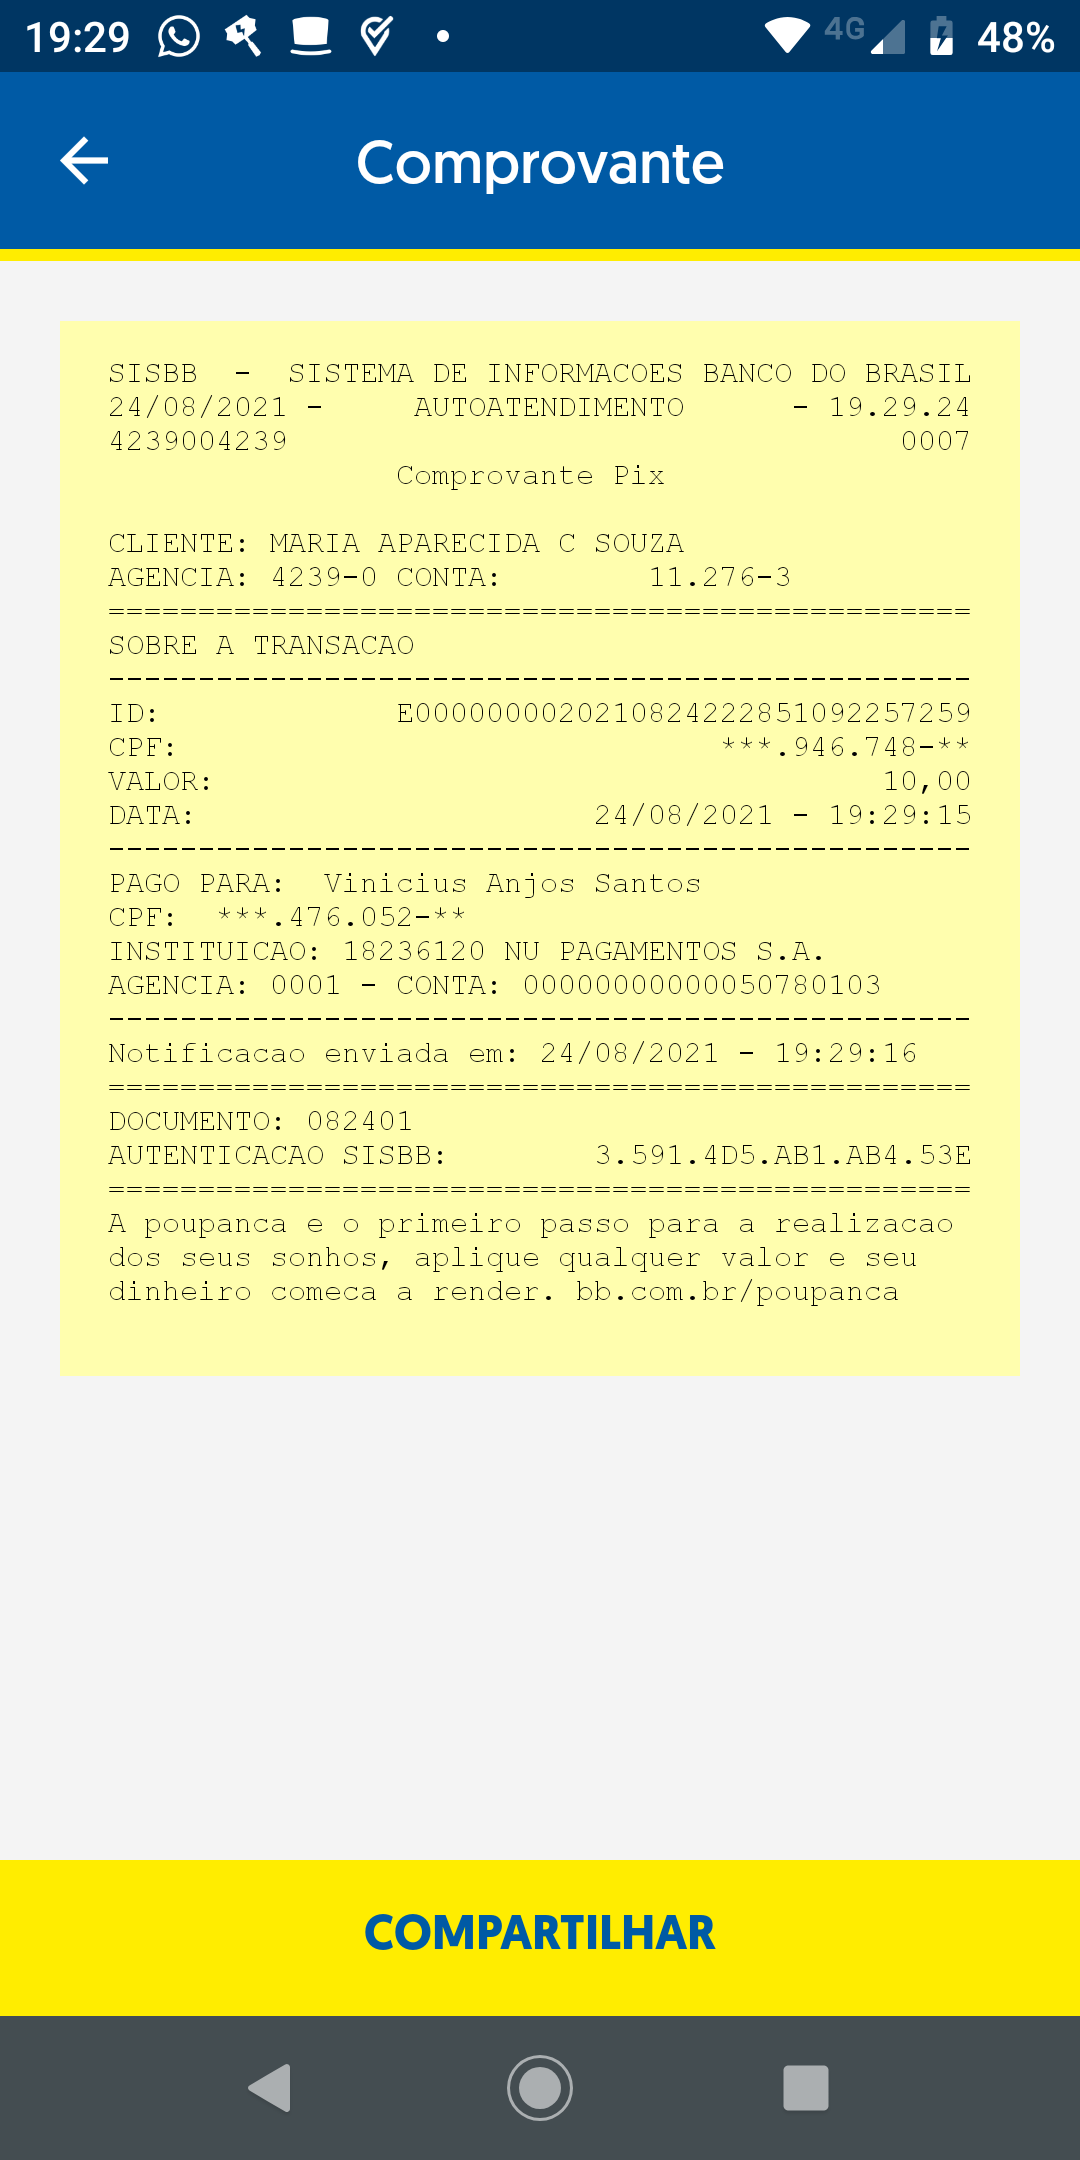 19:29 4G 48%
Comprovante
SISBB - SISTEMA DE INFORMACOES BANCO DO BRASIL
24/08/2021 - AUTOATENDIMENTO - 19.29.24
4239004239 0007
Comprovante Pix
CLIENTE: MARIA APARECIDA C SOUZA
AGENCIA: 4239-0 CONTA: 11.276-3
================================================
SOBRE A TRANSACAO
------------------------------------------------
ID: E0000000020210824222851092257259
CPF: ***.946.748-**
VALOR: 10,00
DATA: 24/08/2021 - 19:29:15
------------------------------------------------
PAGO PARA: Vinicius Anjos Santos
CPF: ***.476.052-**
INSTITUICAO: 18236120 NU PAGAMENTOS S.A.
AGENCIA: 0001 - CONTA: 00000000000050780103
------------------------------------------------
Notificacao enviada em: 24/08/2021 - 19:29:16
================================================
DOCUMENTO: 082401
AUTENTICACAO SISBB: 3.591.4D5.AB1.AB4.53E
================================================
A poupanca e o primeiro passo para a realizacao
dos seus sonhos, aplique qualquer valor e seu
dinheiro comeca a render. bb.com.br/poupanca
COMPARTILHAR